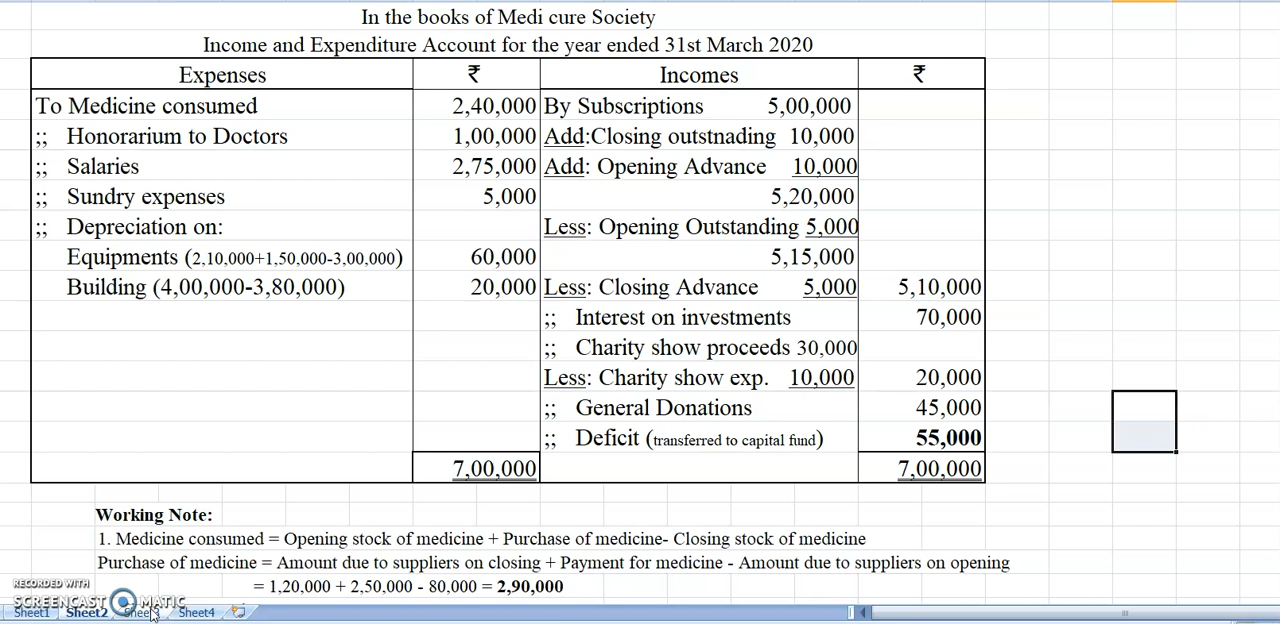 In the books of Medi cure Society
Income and Expenditure Account for the year ended 31st March 2020
Expenses ₹ Incomes ₹
To Medicine consumed 2,40,000 By Subscriptions 5,00,000
;; Honorarium to Doctors 1,00,000 Add:Closing outstnading 10,000
;; Salaries 2,75,000 Add: Opening Advance 10,000
;; Sundry expenses 5,000 5,20,000
;; Depreciation on: Less: Opening Outstanding 5,000
Equipments (2,10,000+1,50,000-3,00,000) 60,000 5,15,000
Building (4,00,000-3,80,000) 20,000 Less: Closing Advance 5,000 5,10,000
;; Interest on investments 70,000
;; Charity show proceeds 30,000
Less: Charity show exp. 10,000 20,000
;; General Donations 45,000
;; Deficit (transferred to capital fund) 55,000
7,00,000 7,00,000
Working Note:
1. Medicine consumed = Opening stock of medicine + Purchase of medicine- Closing stock of medicine
Purchase of medicine = Amount due to suppliers on closing + Payment for medicine - Amount due to suppliers on opening
= 1,20,000 + 2,50,000 - 80,000 = 2,90,000
RECORDED WITH
SCREENCAST MATIC
Sheet1 Sheet2 Sheet4